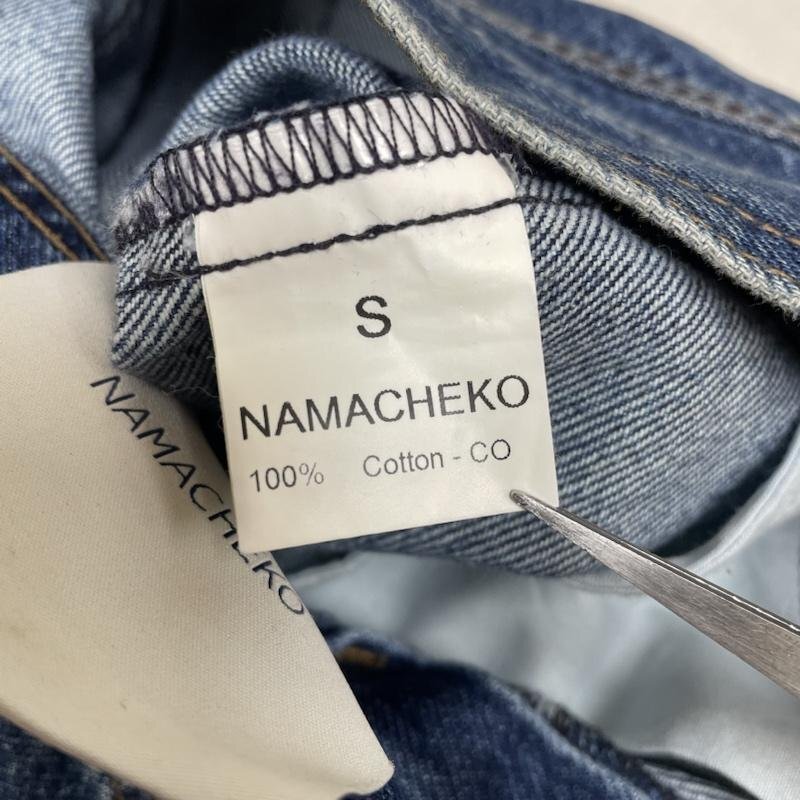 S
NAMACHEKO
100% Cotton - CO
NAMACHEKO